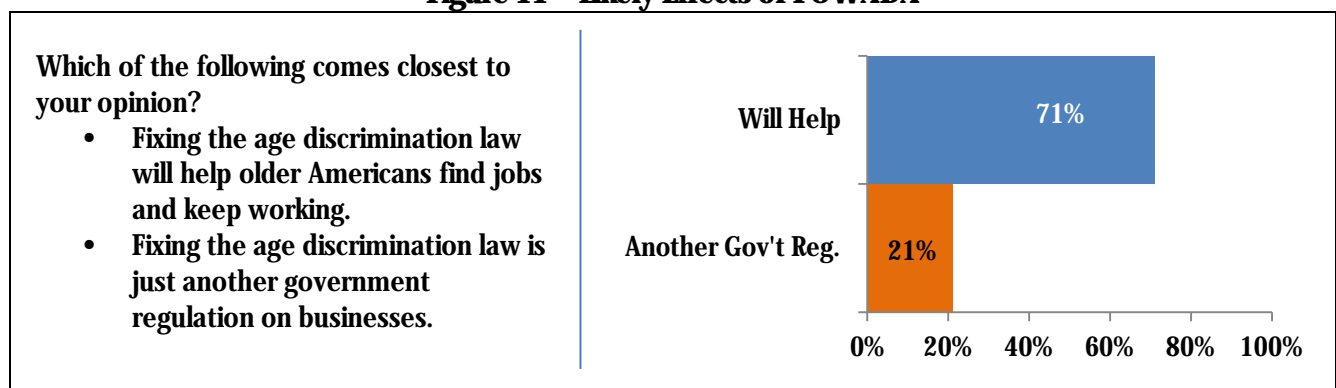 Which of the following comes closest to
your opinion?
• Fixing the age discrimination law
will help older Americans find jobs
and keep working.
• Fixing the age discrimination law is
just another government
regulation on businesses.
Will Help
71%
Another Gov't Reg.
21%
0% 20% 40% 60% 80% 100%